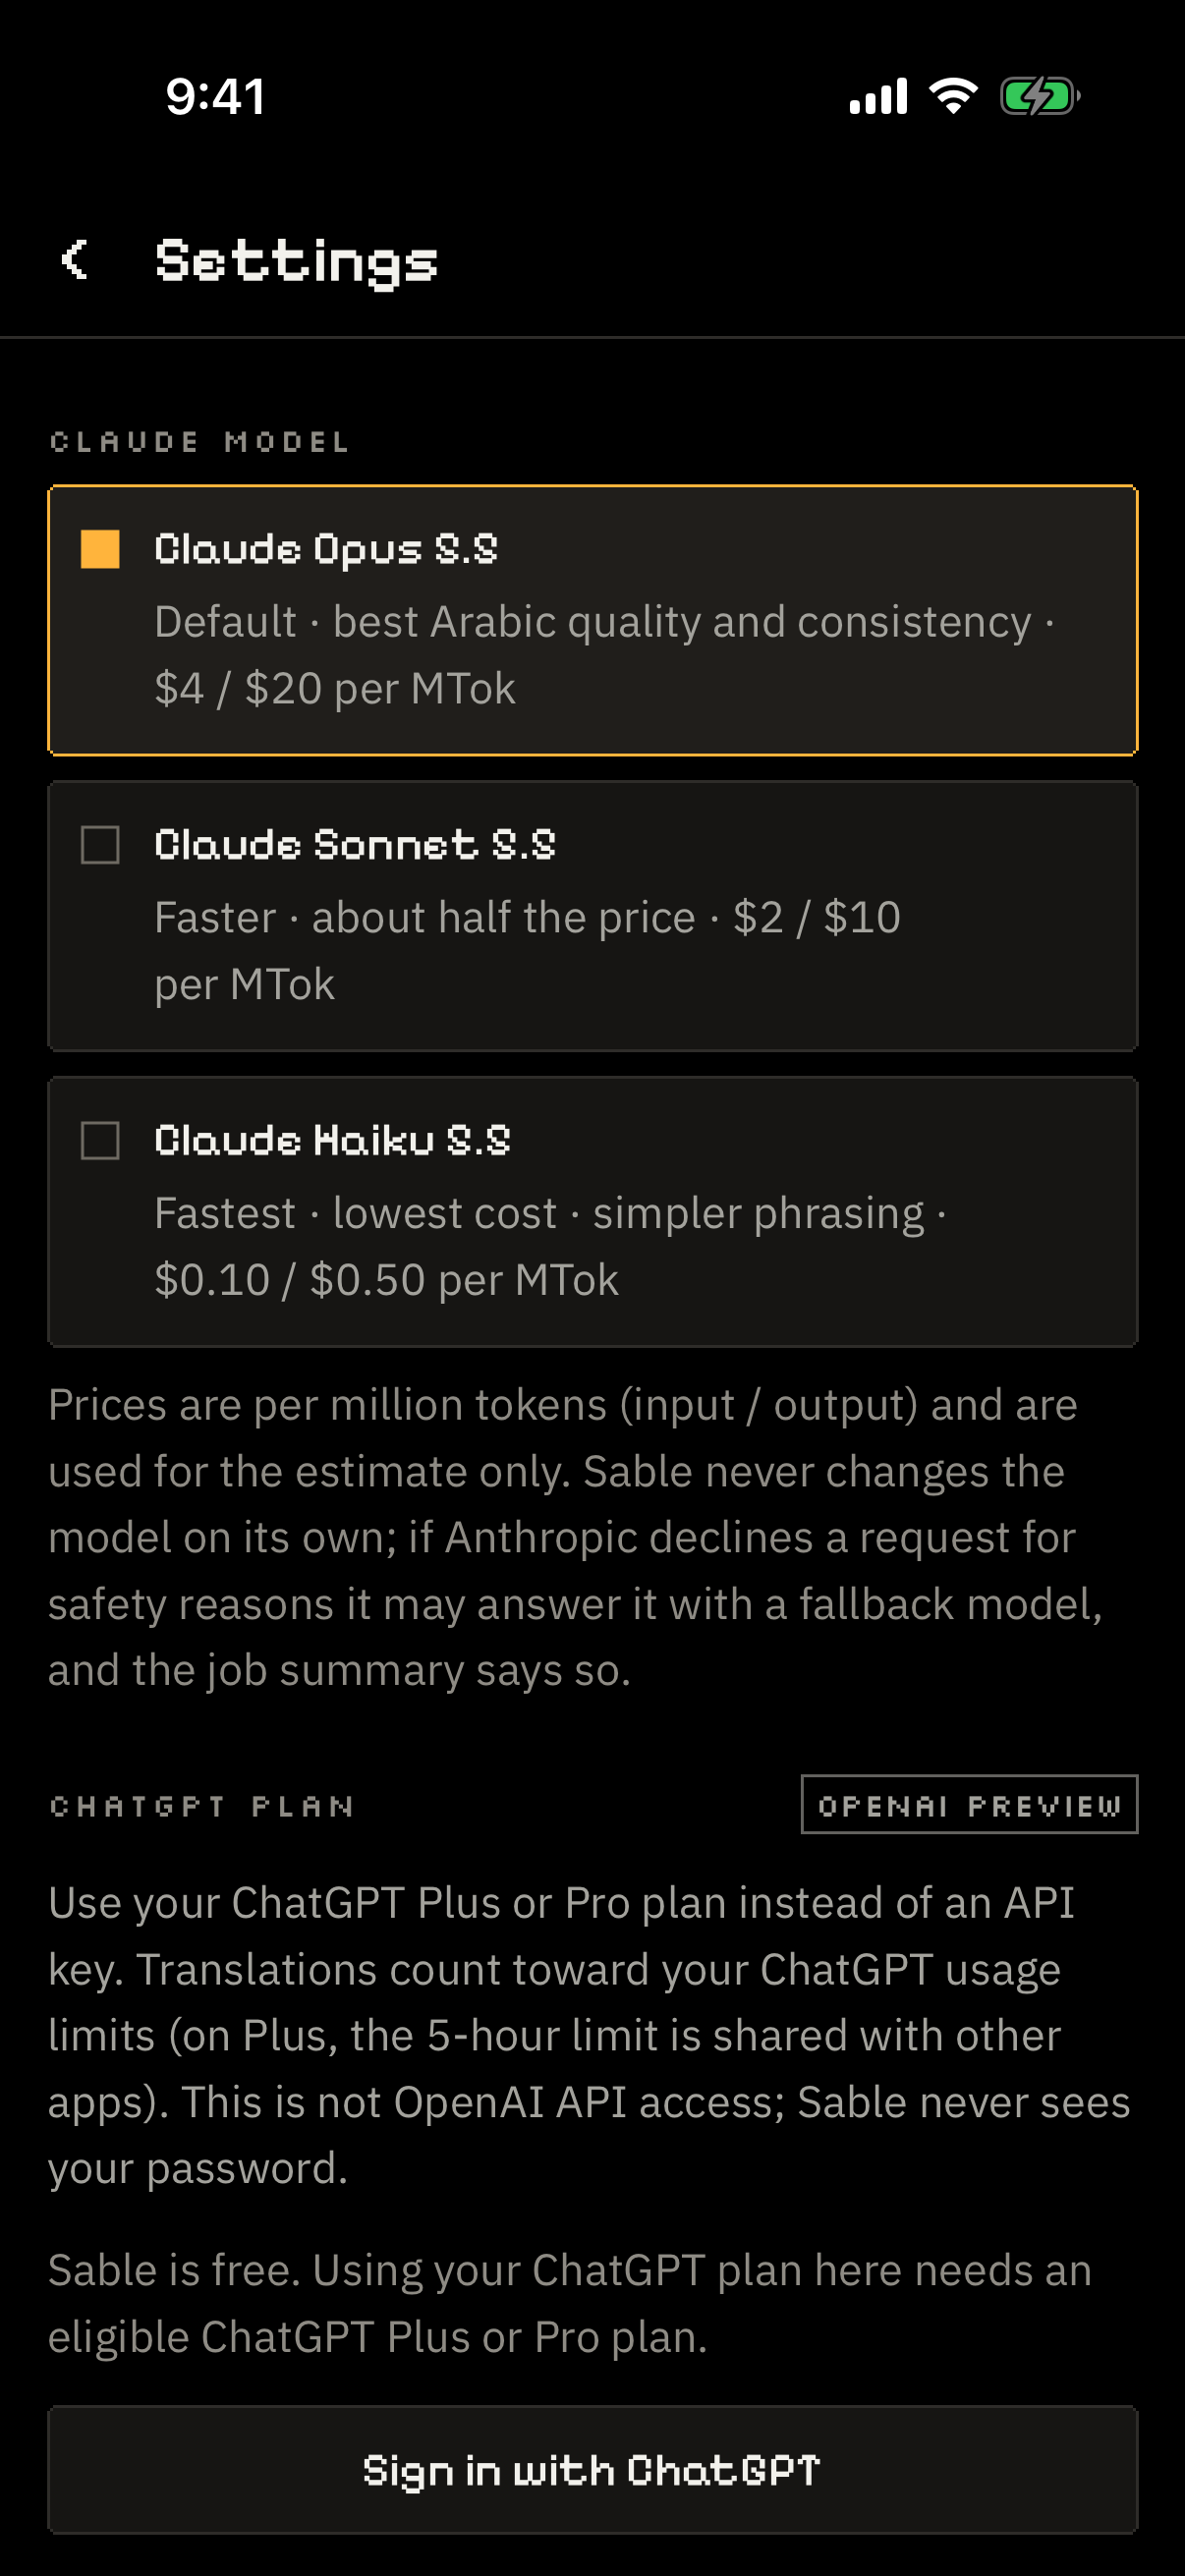 9:41
Settings
CLAUDE MODEL
Claude Opus 5.5
Default · best Arabic quality and consistency ·
$4 / $20 per MTok
Claude Sonnet 5.5
Faster · about half the price · $2 / $10
per MTok
Claude Haiku 5.5
Fastest · lowest cost · simpler phrasing ·
$0.10 / $0.50 per MTok
Prices are per million tokens (input / output) and are
used for the estimate only. Sable never changes the
model on its own; if Anthropic declines a request for
safety reasons it may answer it with a fallback model,
and the job summary says so.
CHATGPT PLAN
OPENAI PREVIEW
Use your ChatGPT Plus or Pro plan instead of an API
key. Translations count toward your ChatGPT usage
limits (on Plus, the 5-hour limit is shared with other
apps). This is not OpenAI API access; Sable never sees
your password.
Sable is free. Using your ChatGPT plan here needs an
eligible ChatGPT Plus or Pro plan.
Sign in with ChatGPT